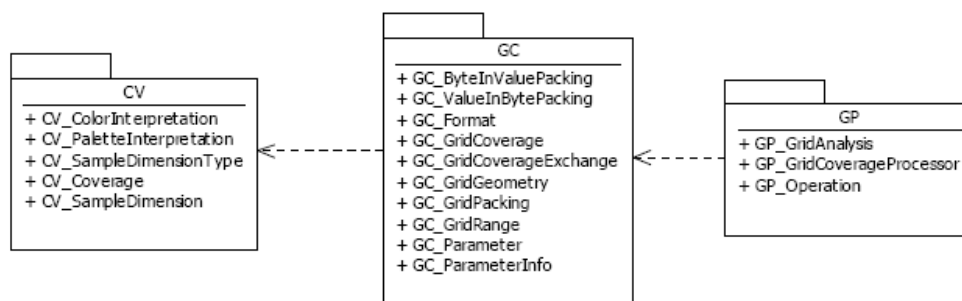 CV
+ CV_ColorInterpretation
+ CV_PaletteInterpretation
+ CV_SampleDimensionType
+ CV_Coverage
+ CV_SampleDimension
GC
+ GC_ByteInValuePacking
+ GC_ValueInBytePacking
+ GC_Format
+ GC_GridCoverage
+ GC_GridCoverageExchange
+ GC_GridGeometry
+ GC_GridPacking
+ GC_GridRange
+ GC_Parameter
+ GC_ParameterInfo
GP
+ GP_GridAnalysis
+ GP_GridCoverageProcessor
+ GP_Operation